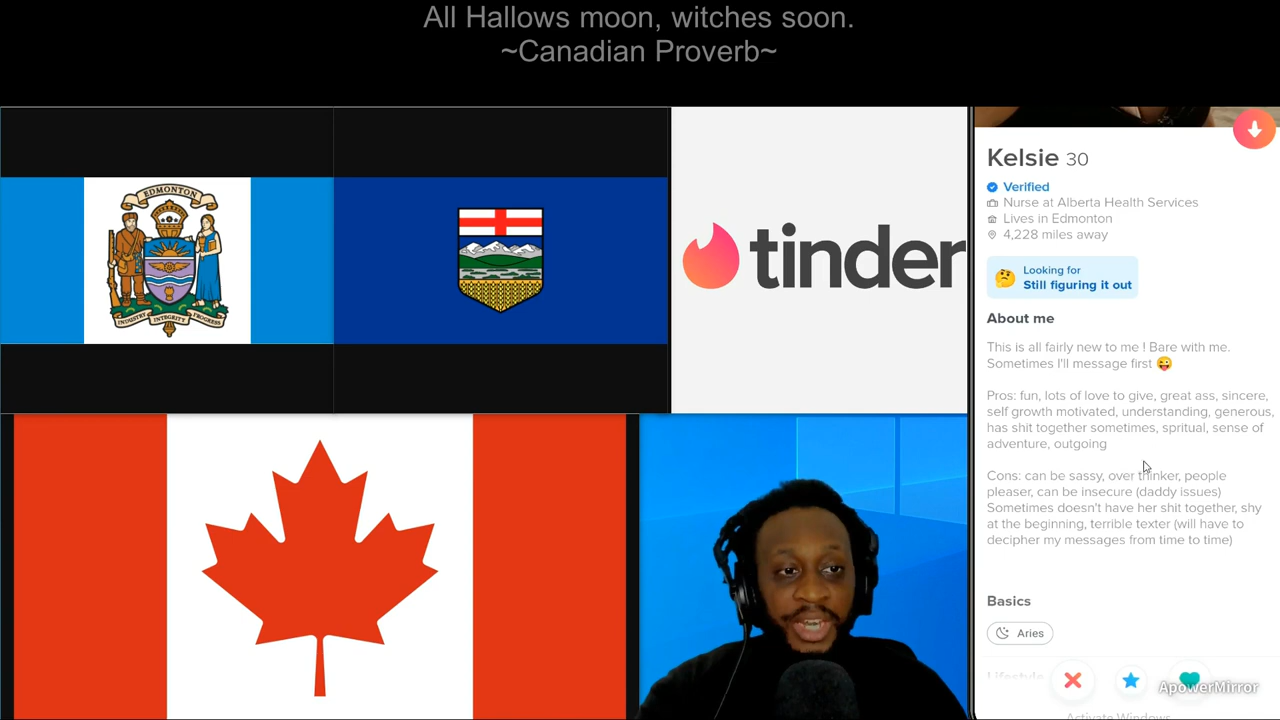 All Hallows moon, witches soon.
~Canadian Proverb~
EDMONTON
INDUSTRY INTEGRITY PROGRESS
tinder
Kelsie 30
Verified
Nurse at Alberta Health Services
Lives in Edmonton
4,228 miles away
Looking for
Still figuring it out
About me
This is all fairly new to me ! Bare with me.
Sometimes I'll message first
Pros: fun, lots of love to give, great ass, sincere,
self growth motivated, understanding, generous,
has shit together sometimes, spritual, sense of
adventure, outgoing
Cons: can be sassy, over thinker, people
pleaser, can be insecure (daddy issues)
Sometimes doesn't have her shit together, shy
at the beginning, terrible texter (will have to
decipher my messages from time to time)
Basics
Aries
Lifestyle
ApowerMirror
Activate Windows